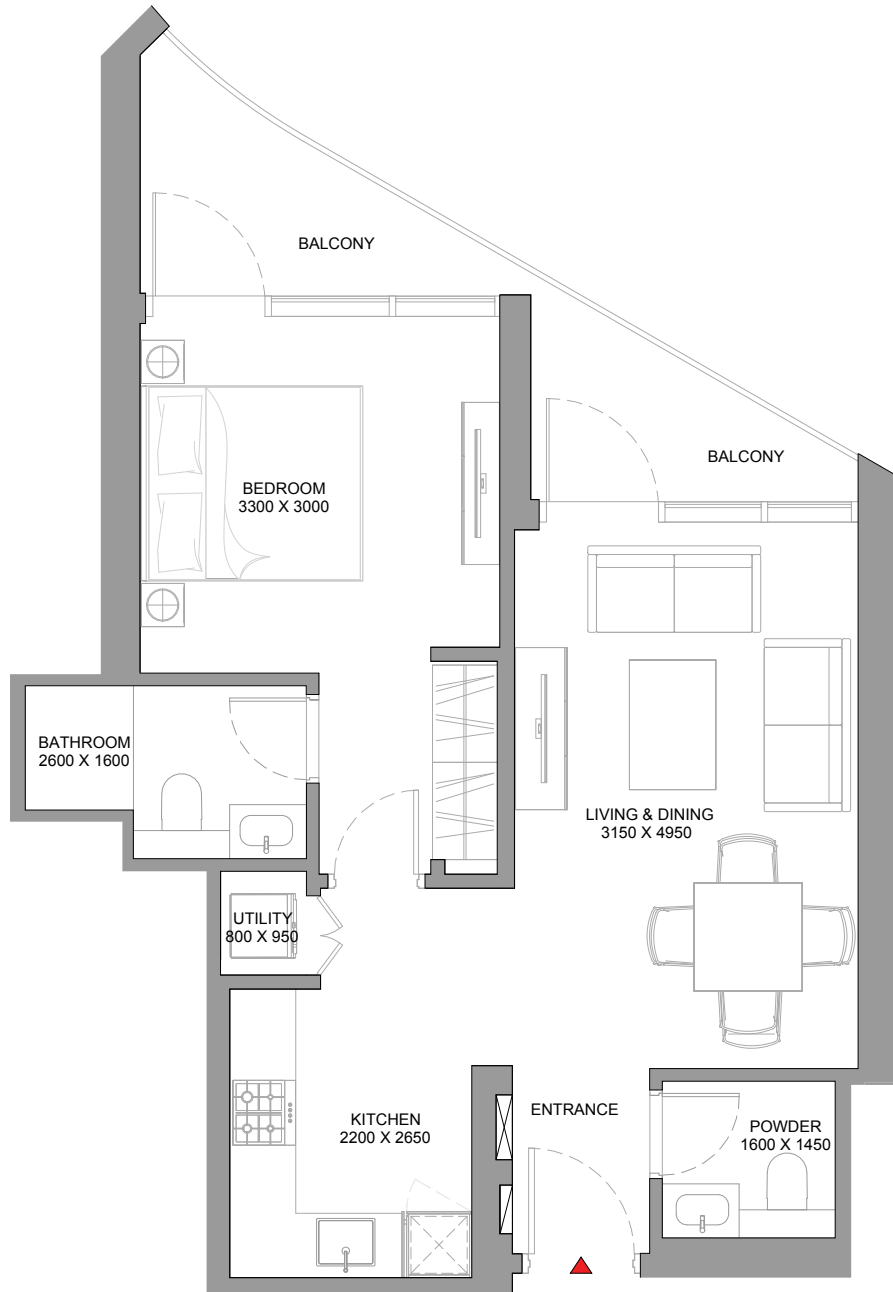 BALCONY
BALCONY
BEDROOM
3300 X 3000
BATHROOM
2600 X 1600
LIVING & DINING
3150 X 4950
UTILITY
800 X 950
ENTRANCE
KITCHEN
2200 X 2650
POWDER
1600 X 1450